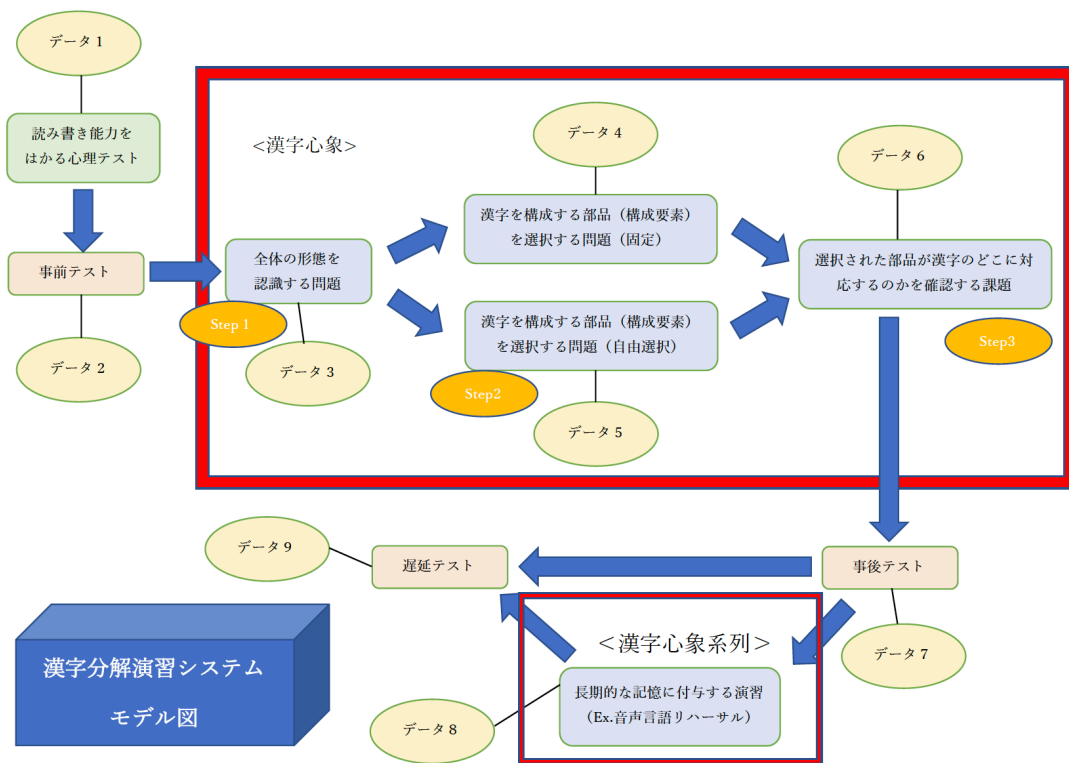 データ 1
読み書き能力を
はかる心理テスト
事前テスト
データ 2
<漢字心象>
全体の形態を
認識する問題
Step 1
データ 3
データ 4
漢字を構成する部品（構成要素）
を選択する問題（固定）
漢字を構成する部品（構成要素）
を選択する問題（自由選択）
Step2
データ 5
データ 6
選択された部品が漢字のどこに対
応するのかを確認する課題
Step3
事後テスト
データ 7
＜漢字心象系列＞
長期的な記憶に付与する演習
（Ex.音声言語リハーサル）
データ 8
遅延テスト
データ 9
漢字分解演習システム
モデル図